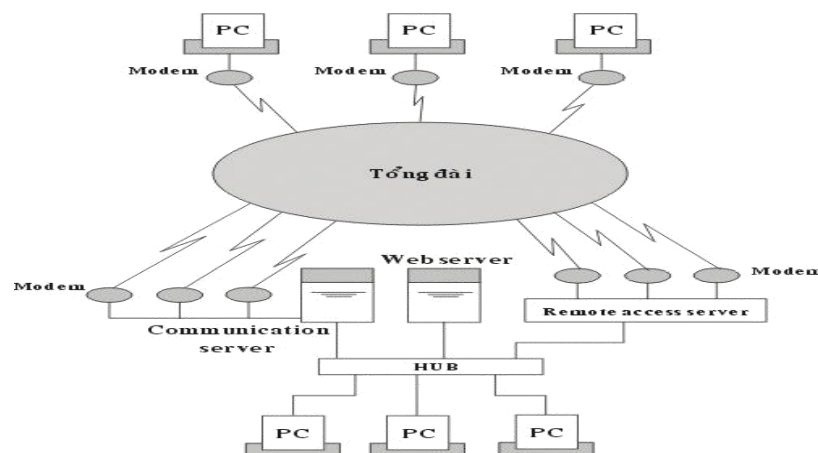 PC PC PC
Modem Modem Modem
Tổng đài
Web server
Modem Modem
Communication
server
Remote access server
HUB
PC PC PC